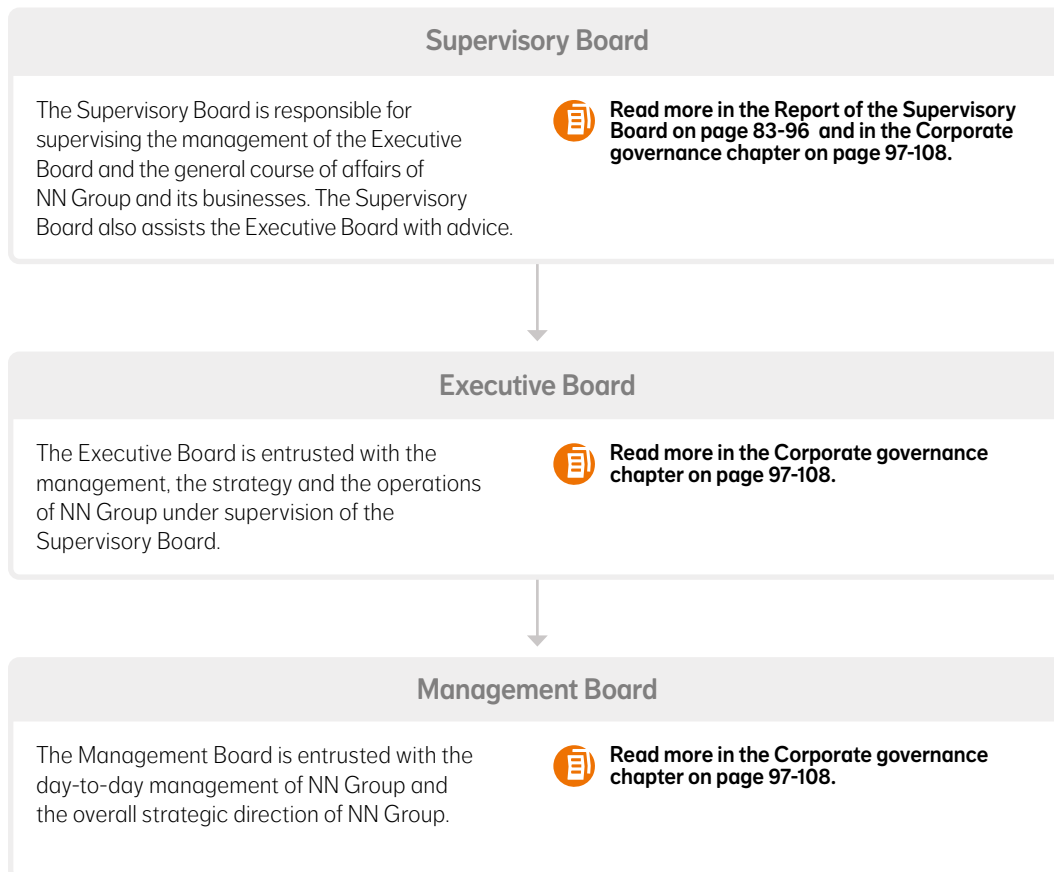 Supervisory Board
The Supervisory Board is responsible for
supervising the management of the Executive
Board and the general course of affairs of
NN Group and its businesses. The Supervisory
Board also assists the Executive Board with advice.
Read more in the Report of the Supervisory
Board on page 83-96 and in the Corporate
governance chapter on page 97-108.
Executive Board
The Executive Board is entrusted with the
management, the strategy and the operations
of NN Group under supervision of the
Supervisory Board.
Read more in the Corporate governance
chapter on page 97-108.
Management Board
The Management Board is entrusted with the
day-to-day management of NN Group and
the overall strategic direction of NN Group.
Read more in the Corporate governance
chapter on page 97-108.